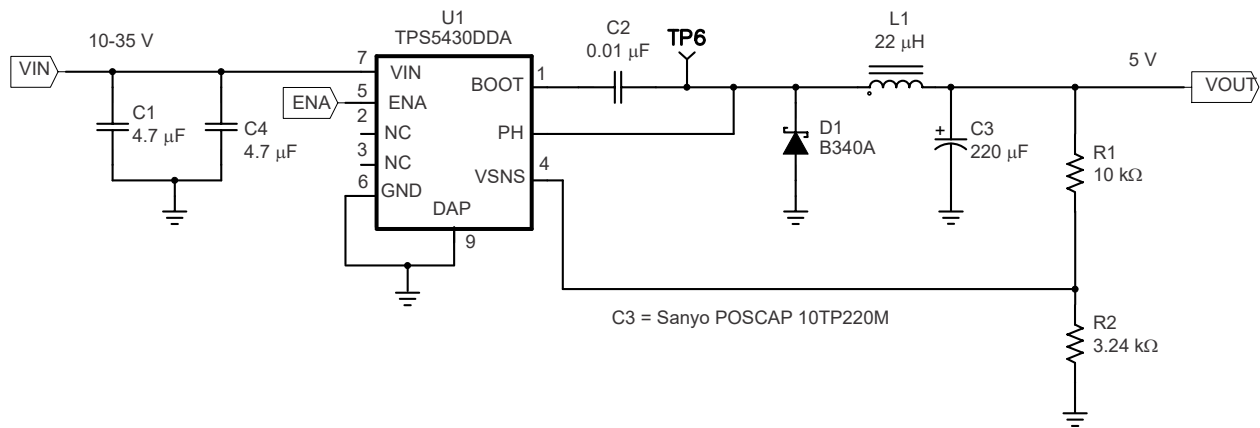 U1
TPS5430DDA
10-35 V
VIN
ENA
7
5
2
3
6
VIN
ENA
NC
NC
GND
DAP
9
BOOT
PH
VSNS
1
4
C2
0.01 μF
TP6
L1
22 μH
5 V
VOUT
C1
4.7 μF
C4
4.7 μF
D1
B340A
+
C3
220 μF
R1
10 kΩ
C3 = Sanyo POSCAP 10TP220M
R2
3.24 kΩ